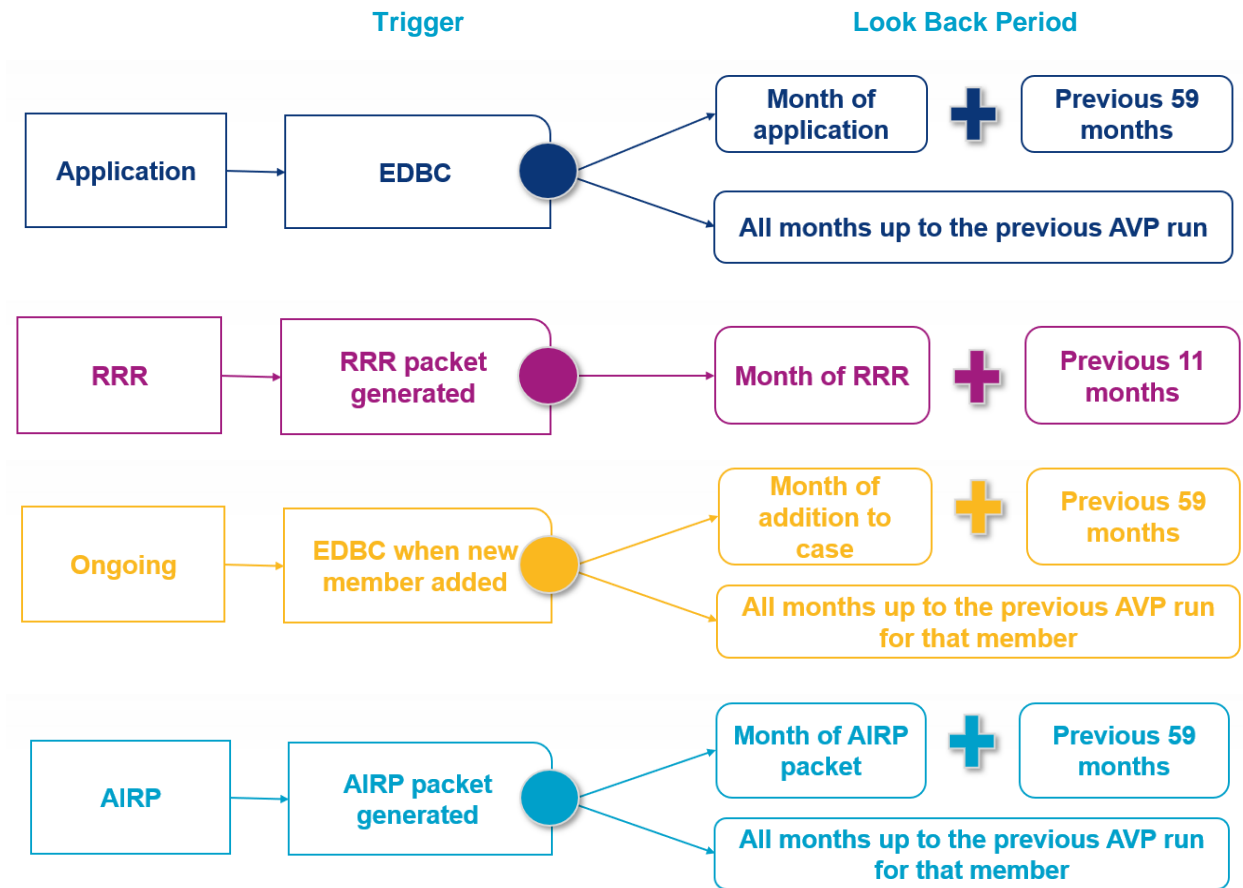 Trigger
Look Back Period
Application
EDBC
Month of
application
Previous 59
months
All months up to the previous AVP run
RRR
RRR packet
generated
Month of RRR
Previous 11
months
Ongoing
EDBC when new
member added
Month of
addition to
case
Previous 59
months
All months up to the previous AVP run
for that member
AIRP
AIRP packet
generated
Month of AIRP
packet
Previous 59
months
All months up to the previous AVP run
for that member